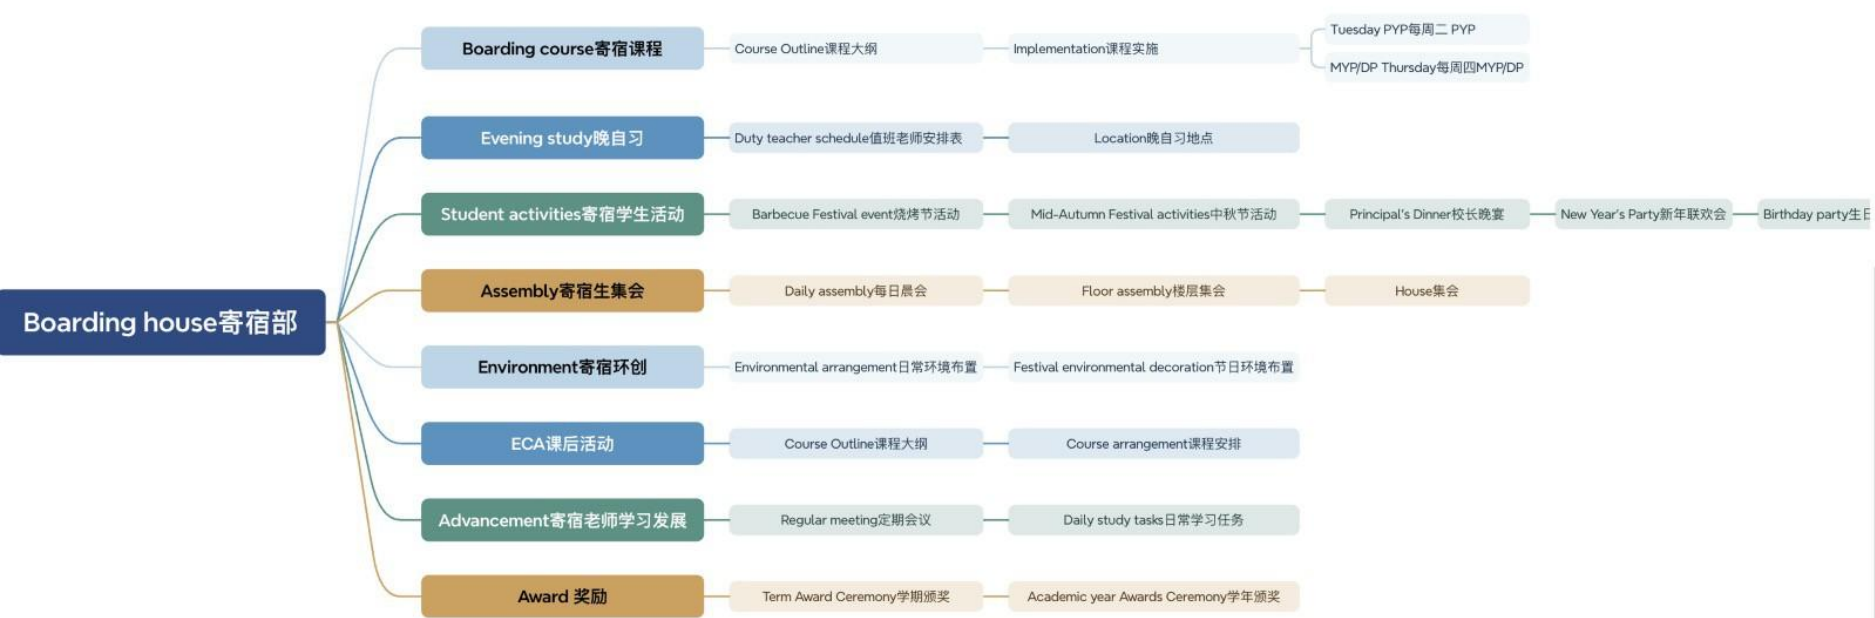 Boarding house寄宿部
Boarding course寄宿课程
Course Outline课程大纲
Implementation课程实施
Tuesday PYP每周二 PYP
MYP/DP Thursday每周四MYP/DP
Evening study晚自习
Duty teacher schedule值班老师安排表
Location晚自习地点
Student activities寄宿学生活动
Barbecue Festival event烧烤节活动
Mid-Autumn Festival activities中秋节活动
Principal's Dinner校长晚宴
New Year's Party新年联欢会
Birthday party生日
Assembly寄宿生集会
Daily assembly每日晨会
Floor assembly楼层集会
House集会
Environment寄宿环创
Environmental arrangement日常环境布置
Festival environmental decoration节日环境布置
ECA课后活动
Course Outline课程大纲
Course arrangement课程安排
Advancement寄宿老师学习发展
Regular meeting定期会议
Daily study tasks日常学习任务
Award 奖励
Term Award Ceremony学期颁奖
Academic year Awards Ceremony学年颁奖